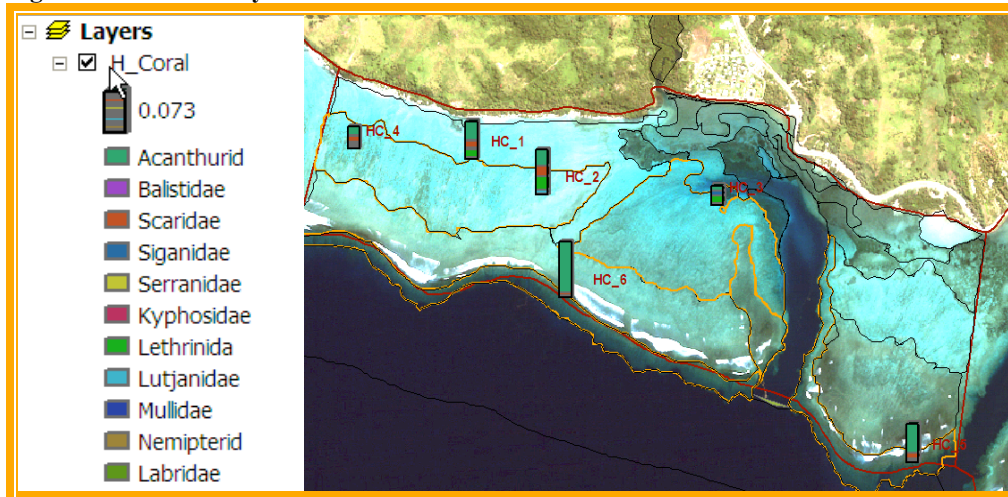 Layers
H_Coral
0.073
Acanthurid
Balistidae
Scaridae
Siganidae
Serranidae
Kyphosidae
Lethrinida
Lutjanidae
Mullidae
Nemipterid
Labridae
HC_4
HC_1
HC_2
HC_3
HC_6